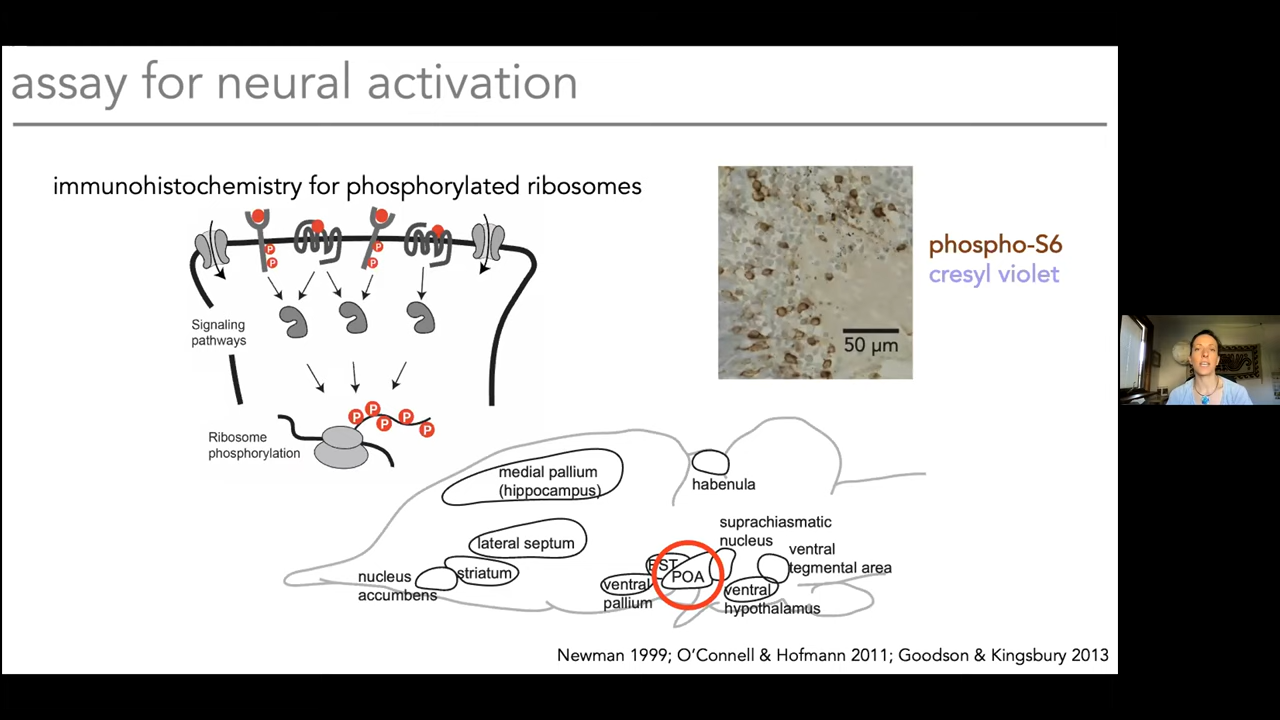 assay for neural activation
immunohistochemistry for phosphorylated ribosomes
P
P
P
P
Signaling
pathways
Ribosome
phosphorylation
P
P
P
P
P
phospho-S6
cresyl violet
50 μm
medial pallium
(hippocampus)
habenula
lateral septum
nucleus
accumbens
striatum
ventral
pallium
BST
POA
suprachiasmatic
nucleus
ventral
tegmental area
ventral
hypothalamus
Newman 1999; O’Connell & Hofmann 2011; Goodson & Kingsbury 2013